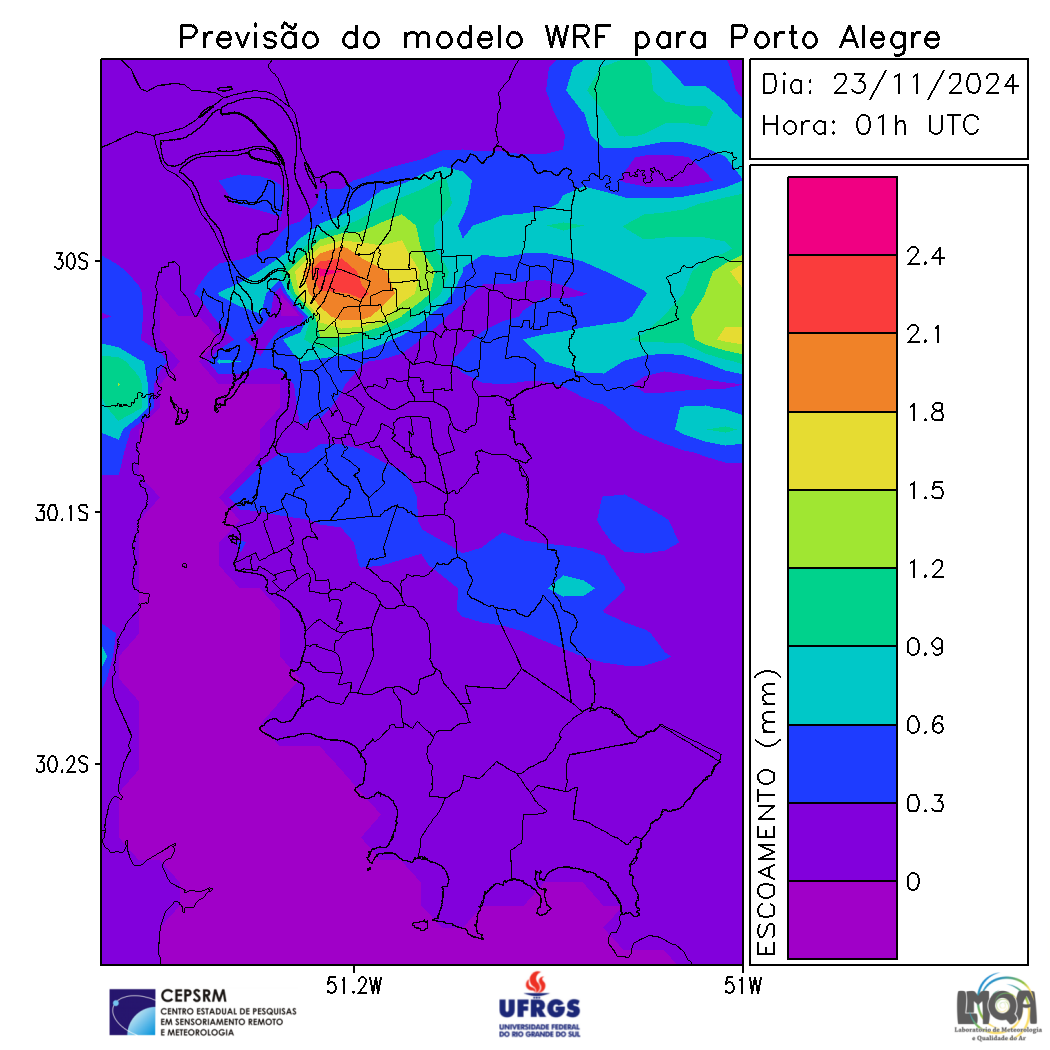 Previsão do modelo WRF para Porto Alegre
Dia: 23/11/2024
Hora: 01h UTC
2.4
2.1
1.8
1.5
1.2
0.9
0.6
0.3
0
ESCOAMENTO (mm)
30S
30.1S
30.2S
51.2W
51W
CEPSRM
CENTRO ESTADUAL DE PESQUISAS
EM SENSORIAMENTO REMOTO
E METEOROLOGIA
UFRGS
UNIVERSIDADE FEDERAL
DO RIO GRANDE DO SUL
LMQA
Laboratório de Meteorologia
e Qualidade do Ar